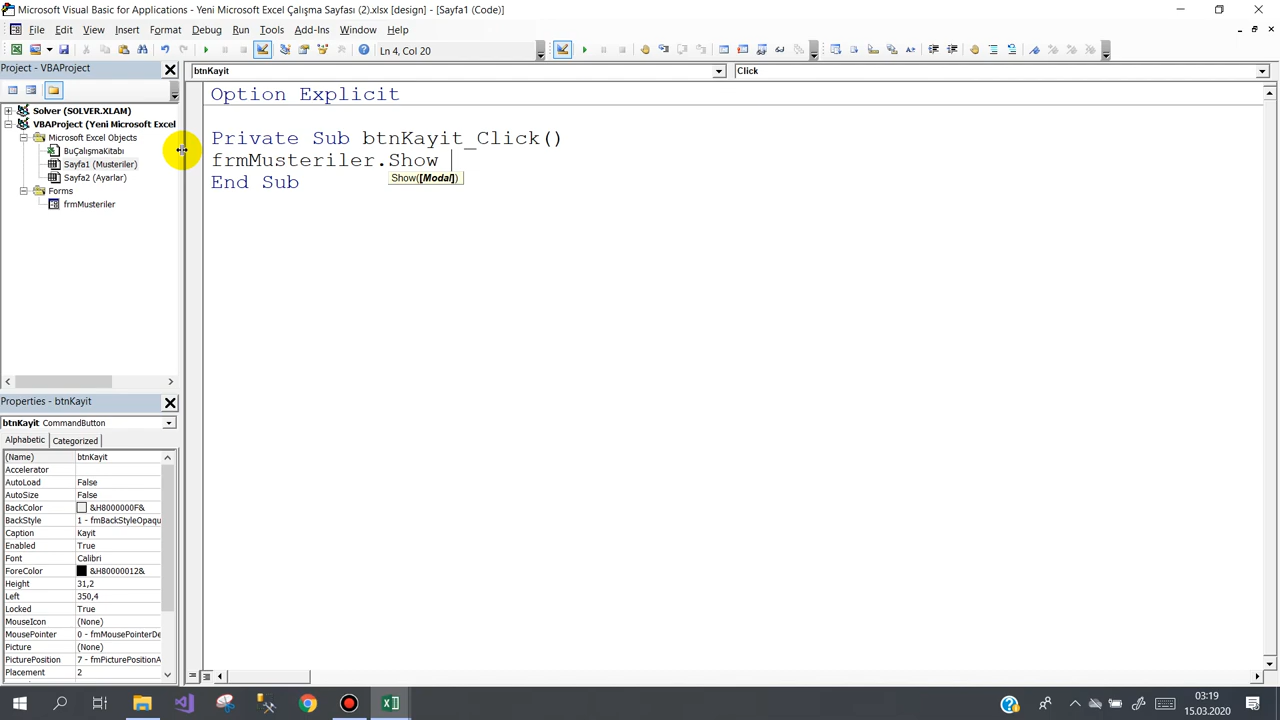 Microsoft Visual Basic for Applications - Yeni Microsoft Excel Çalışma Sayfası (2).xlsx [design] - [Sayfa1 (Code)]
File Edit View Insert Format Debug Run Tools Add-Ins Window Help
Ln 4, Col 20
Project - VBAProject
btnKayit
Click
Solver (SOLVER.XLAM)
VBAProject (Yeni Microsoft Excel
Microsoft Excel Objects
BuÇalışmaKitabı
Sayfa1 (Musteriler)
Sayfa2 (Ayarlar)
Forms
frmMusteriler
Option Explicit
Private Sub btnKayit_Click()
frmMusteriler.Show
Show([Modal])
End Sub
Properties - btnKayit
btnKayit CommandButton
Alphabetic Categorized
(Name) btnKayit
Accelerator
AutoLoad False
AutoSize False
BackColor &H8000000F&
BackStyle 1 - fmBackStyleOpaqu
Caption Kayit
Enabled True
Font Calibri
ForeColor &H80000012&
Height 31,2
Left 350,4
Locked True
MouseIcon (None)
MousePointer 0 - fmMousePointerDe
Picture (None)
PicturePosition 7 - fmPicturePositionA
Placement 2
03:19
15.03.2020